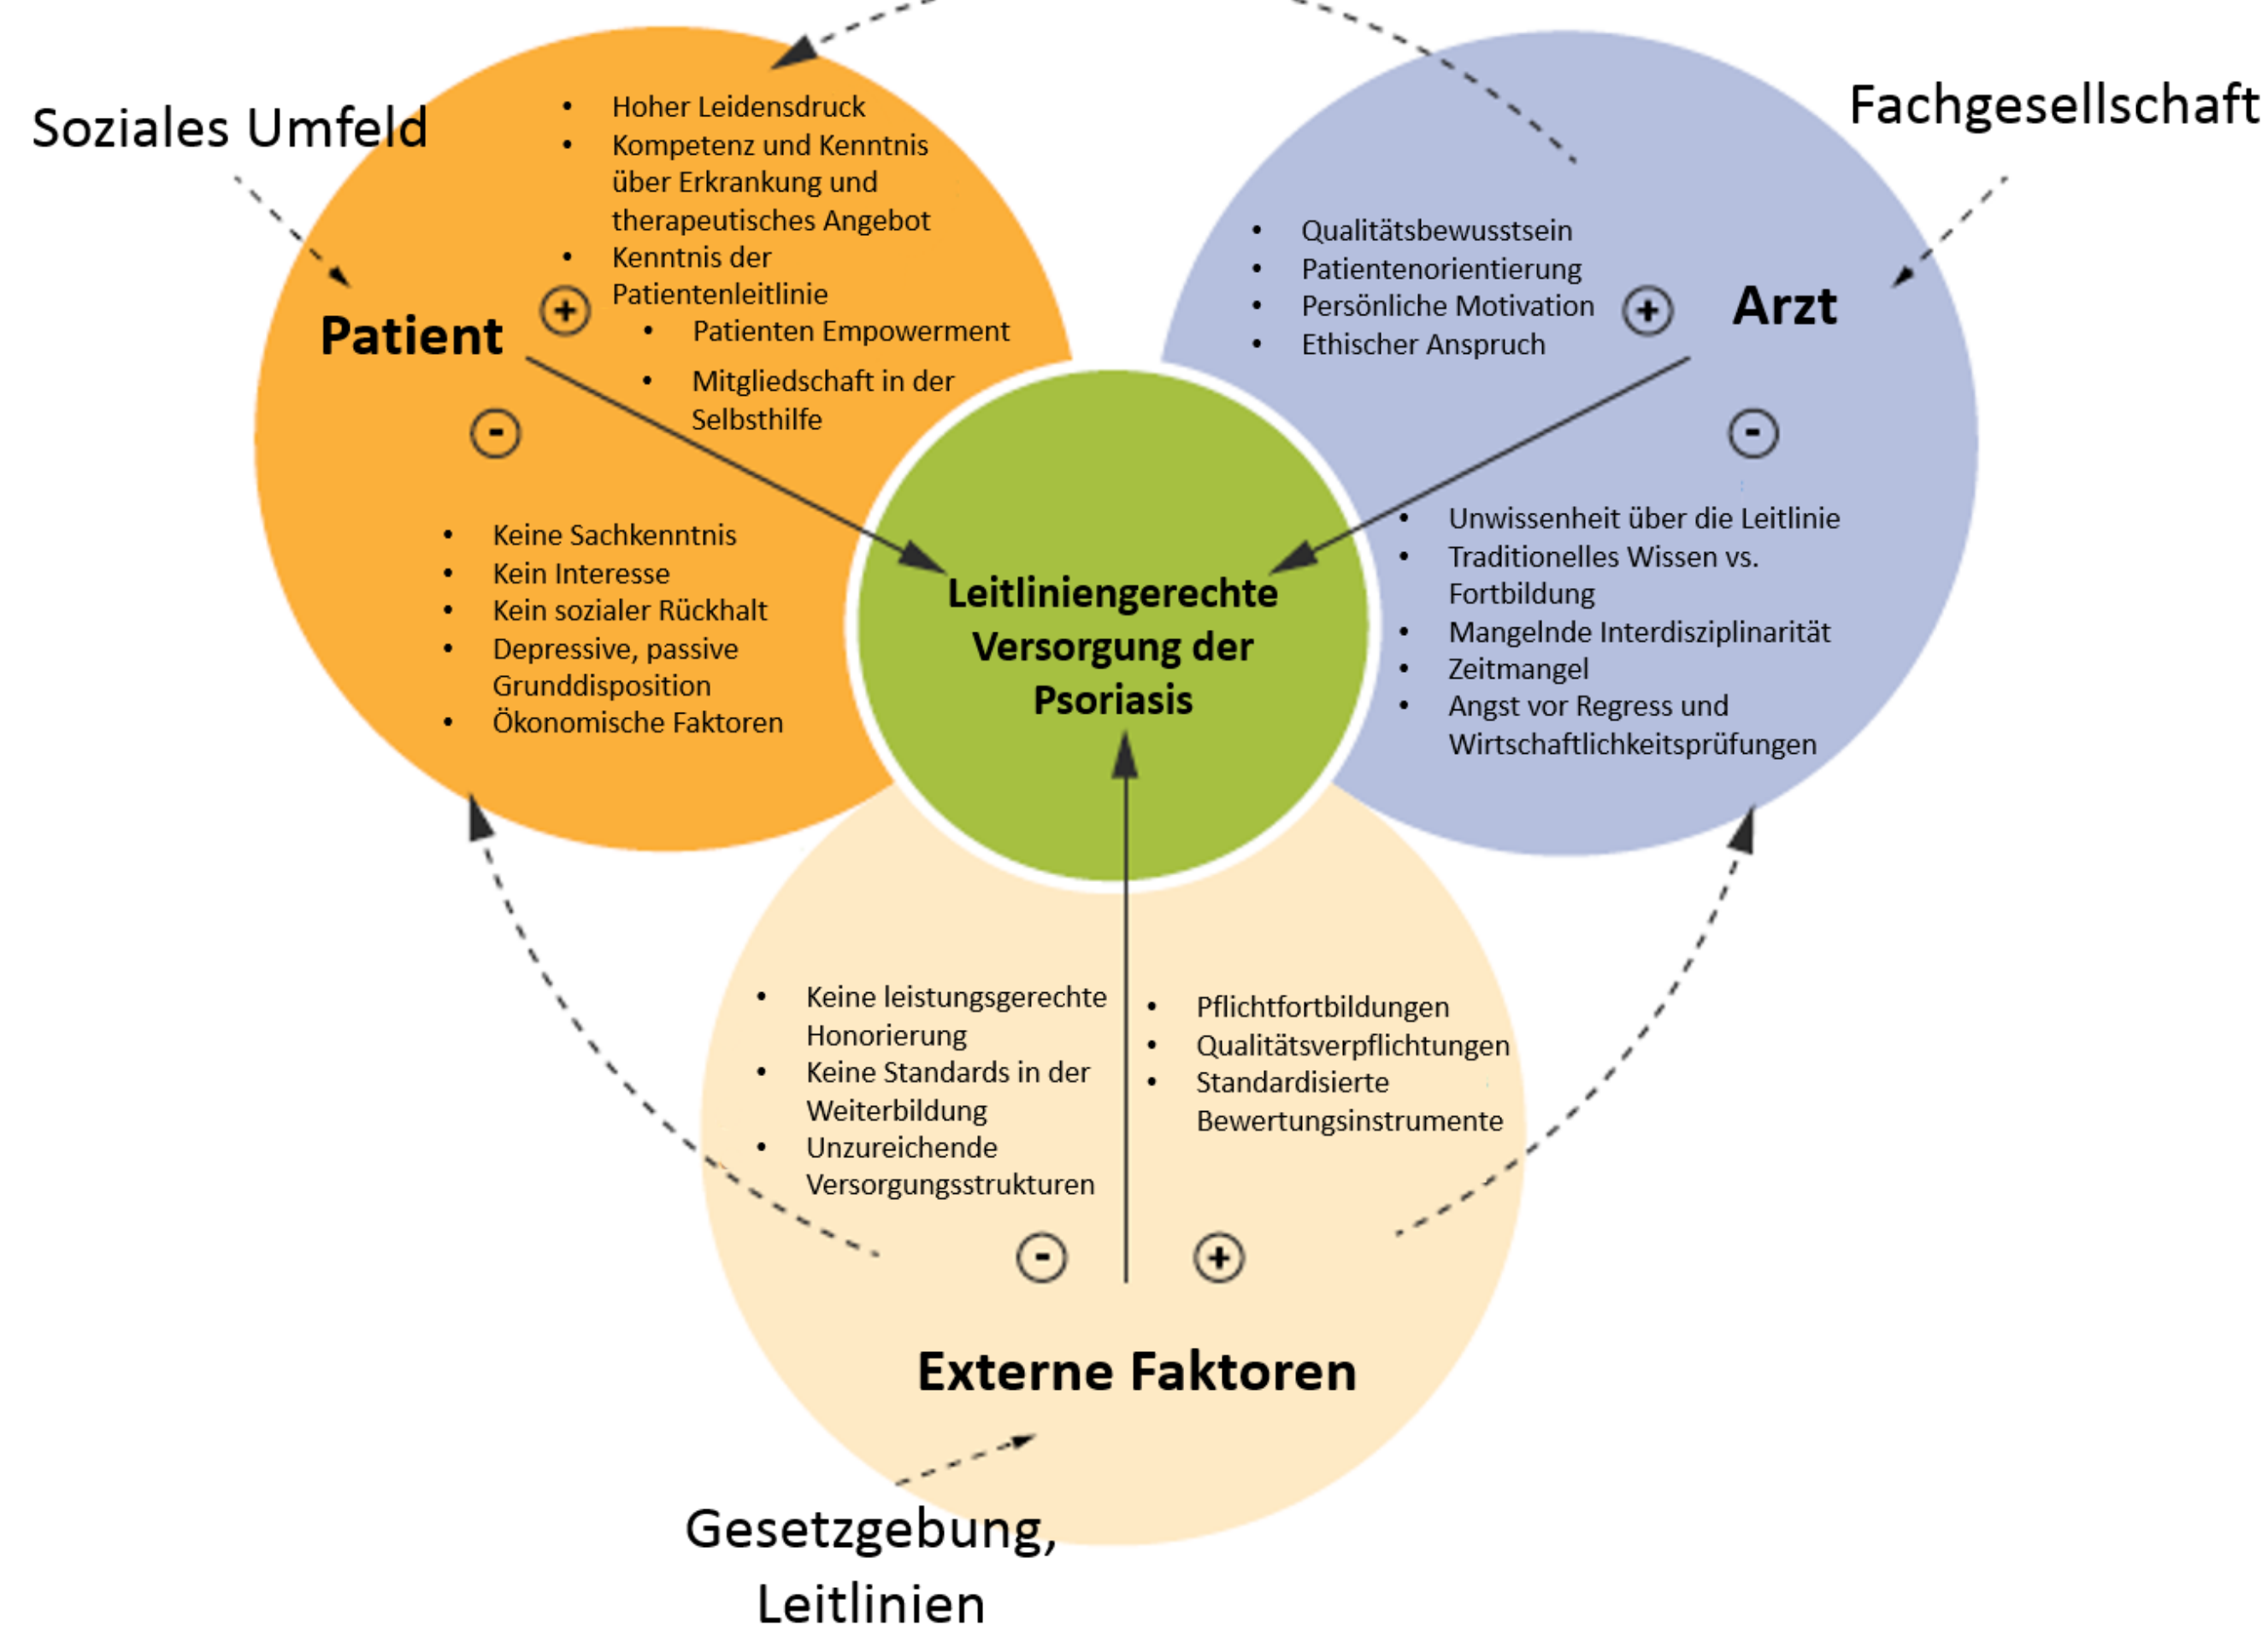 Soziales Umfeld
Fachgesellschaft
• Hoher Leidensdruck
• Kompetenz und Kenntnis
über Erkrankung und
therapeutisches Angebot
• Kenntnis der
Patientenleitlinie
• Patienten Empowerment
• Mitgliedschaft in der
Selbsthilfe
+
Patient
-
• Keine Sachkenntnis
• Kein Interesse
• Kein sozialer Rückhalt
• Depressive, passive
Grunddisposition
• Ökonomische Faktoren
• Qualitätsbewusstsein
• Patientenorientierung
• Persönliche Motivation
• Ethischer Anspruch
+
Arzt
-
• Unwissenheit über die Leitlinie
• Traditionelles Wissen vs.
Fortbildung
• Mangelnde Interdisziplinarität
• Zeitmangel
• Angst vor Regress und
Wirtschaftlichkeitsprüfungen
Leitliniengerechte
Versorgung der
Psoriasis
• Keine leistungsgerechte
Honorierung
• Keine Standards in der
Weiterbildung
• Unzureichende
Versorgungsstrukturen
-
• Pflichtfortbildungen
• Qualitätsverpflichtungen
• Standardisierte
Bewertungsinstrumente
+
Externe Faktoren
Gesetzgebung,
Leitlinien